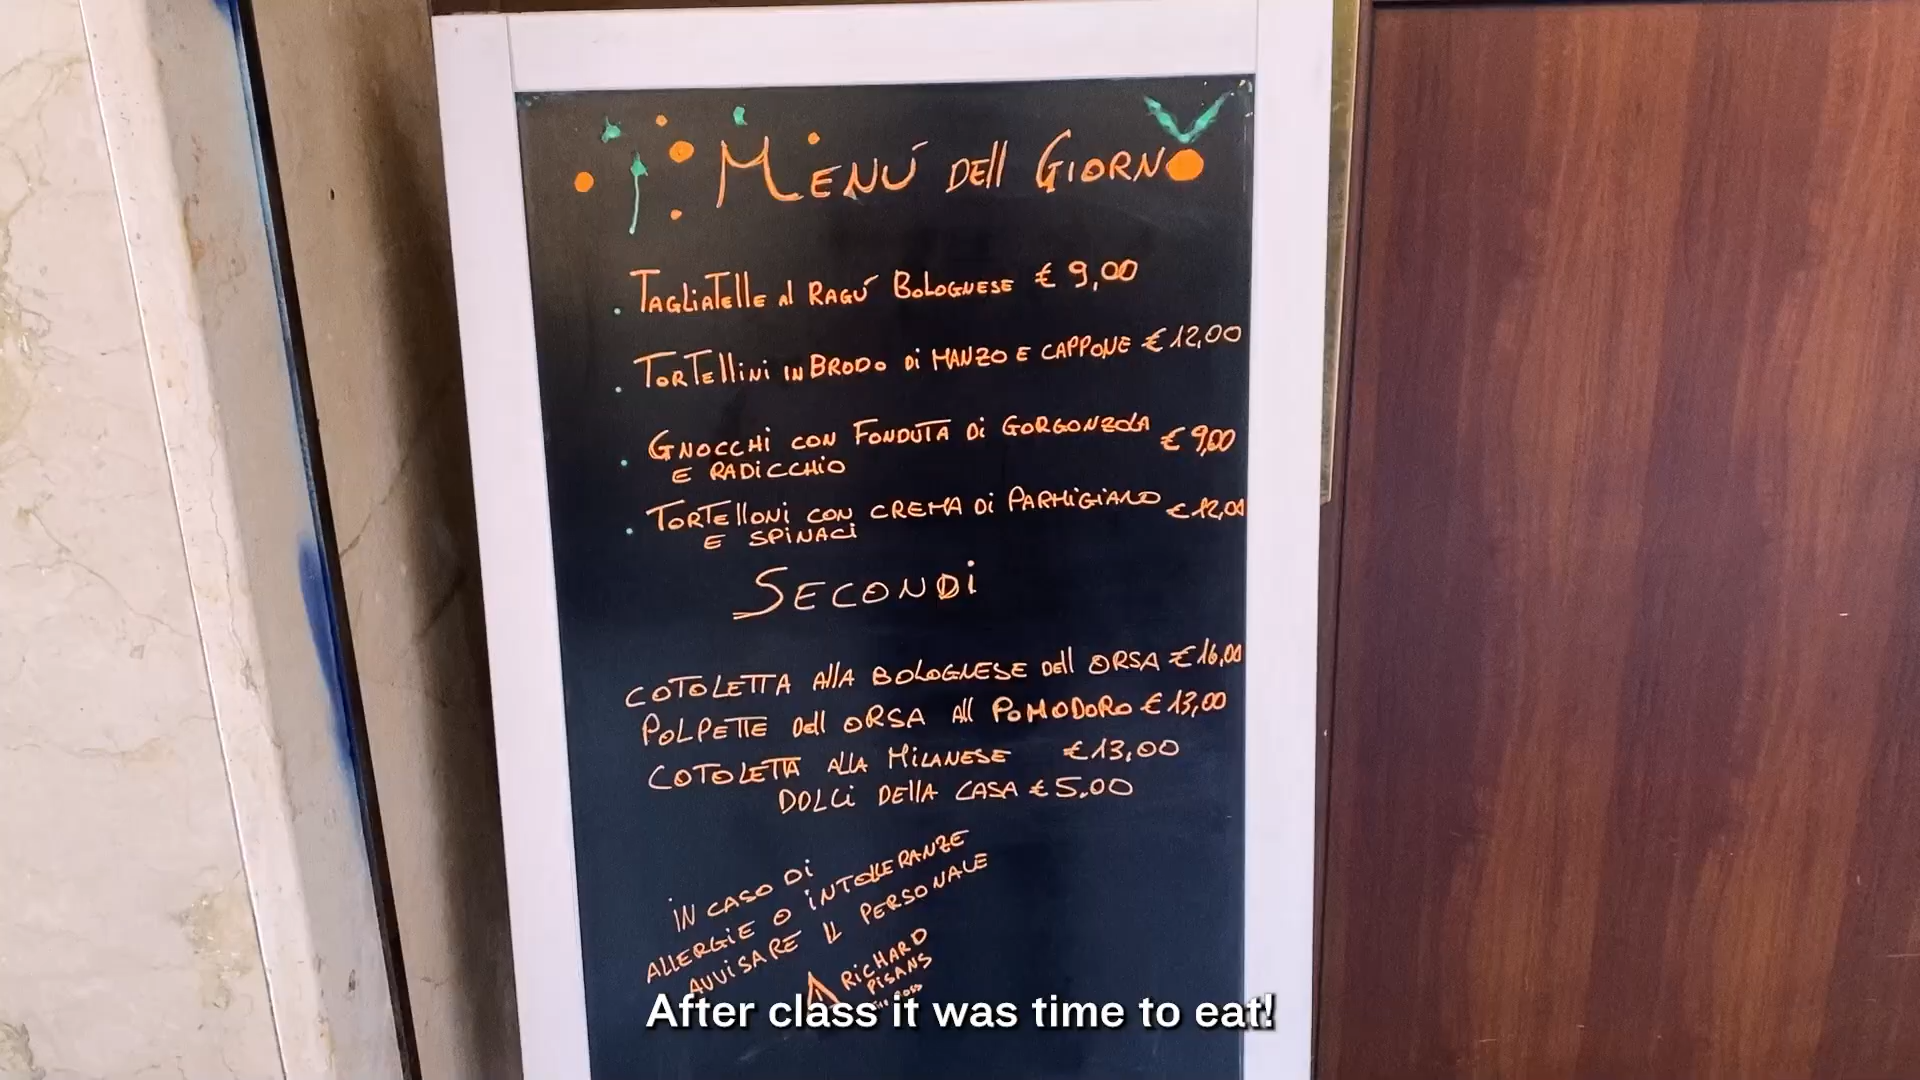 MENÚ DELL GIORNO
TAGLIATELLE AL RAGÚ BOLOGNESE € 9,00
TORTELLINI IN BRODO DI MANZO E CAPPONE € 12,00
GNOCCHI CON FONDUTA DI GORGONZOLA € 9,00
E RADICCHIO
TORTELLONI CON CREMA DI PARMIGIANO € 12,00
E SPINACI
SECONDI
COTOLETTA ALLA BOLOGNESE DELL ORSA € 16,00
POLPETTE DELL ORSA ALL POMODORO € 13,00
COTOLETTA ALLA MILANESE € 13,00
DOLCI DELLA CASA € 5.00
IN CASO DI
ALLERGIE O INTOLLERANZE
AVVISARE IL PERSONALE
RICHARD
PISANS
After class it was time to eat!